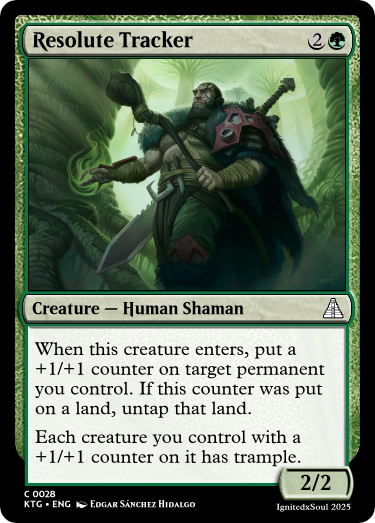 Resolute Tracker 2
Creature — Human Shaman
When this creature enters, put a
+1/+1 counter on target permanent
you control. If this counter was put
on a land, untap that land.
Each creature you control with a
+1/+1 counter on it has trample.
2/2
C 0028
KTG • ENG Edgar Sánchez Hidalgo
IgnitedxSoul 2025